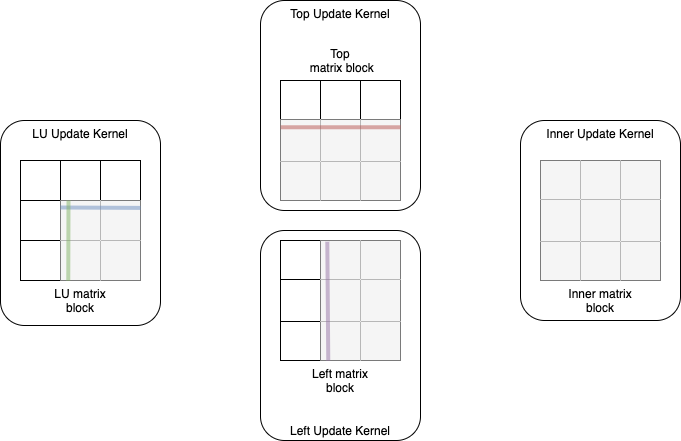 Top Update Kernel
Top
matrix block
LU Update Kernel
LU matrix
block
Left matrix
block
Left Update Kernel
Inner Update Kernel
Inner matrix
block